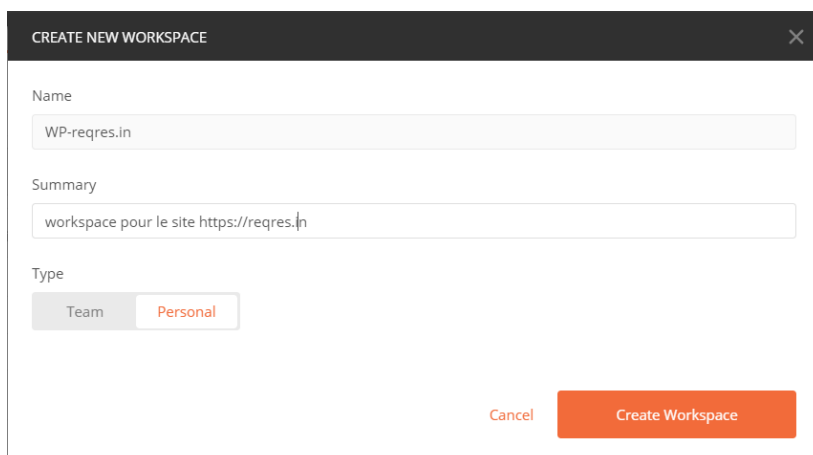 CREATE NEW WORKSPACE
Name
WP-reqres.in
Summary
workspace pour le site https://reqres.in
Type
Team Personal
Cancel Create Workspace